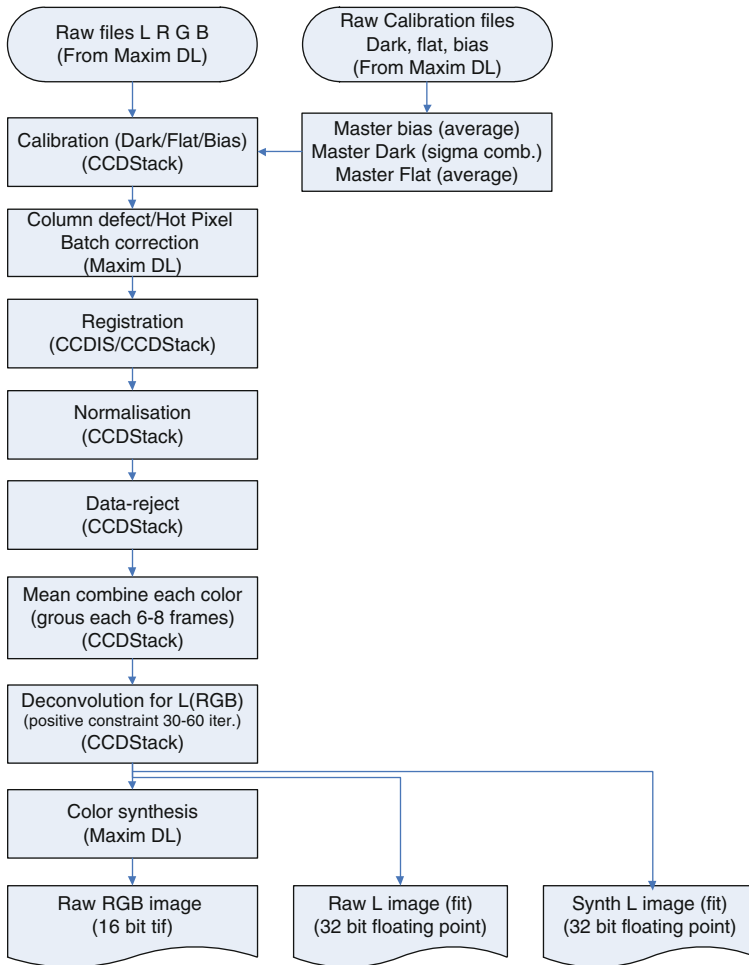 Raw files L R G B
(From Maxim DL)
Raw Calibration files
Dark, flat, bias
(From Maxim DL)
Calibration (Dark/Flat/Bias)
(CCDStack)
Master bias (average)
Master Dark (sigma comb.)
Master Flat (average)
Column defect/Hot Pixel
Batch correction
(Maxim DL)
Registration
(CCDIS/CCDStack)
Normalisation
(CCDStack)
Data-reject
(CCDStack)
Mean combine each color
(grous each 6-8 frames)
(CCDStack)
Deconvolution for L(RGB)
(positive constraint 30-60 iter.)
(CCDStack)
Color synthesis
(Maxim DL)
Raw RGB image
(16 bit tif)
Raw L image (fit)
(32 bit floating point)
Synth L image (fit)
(32 bit floating point)